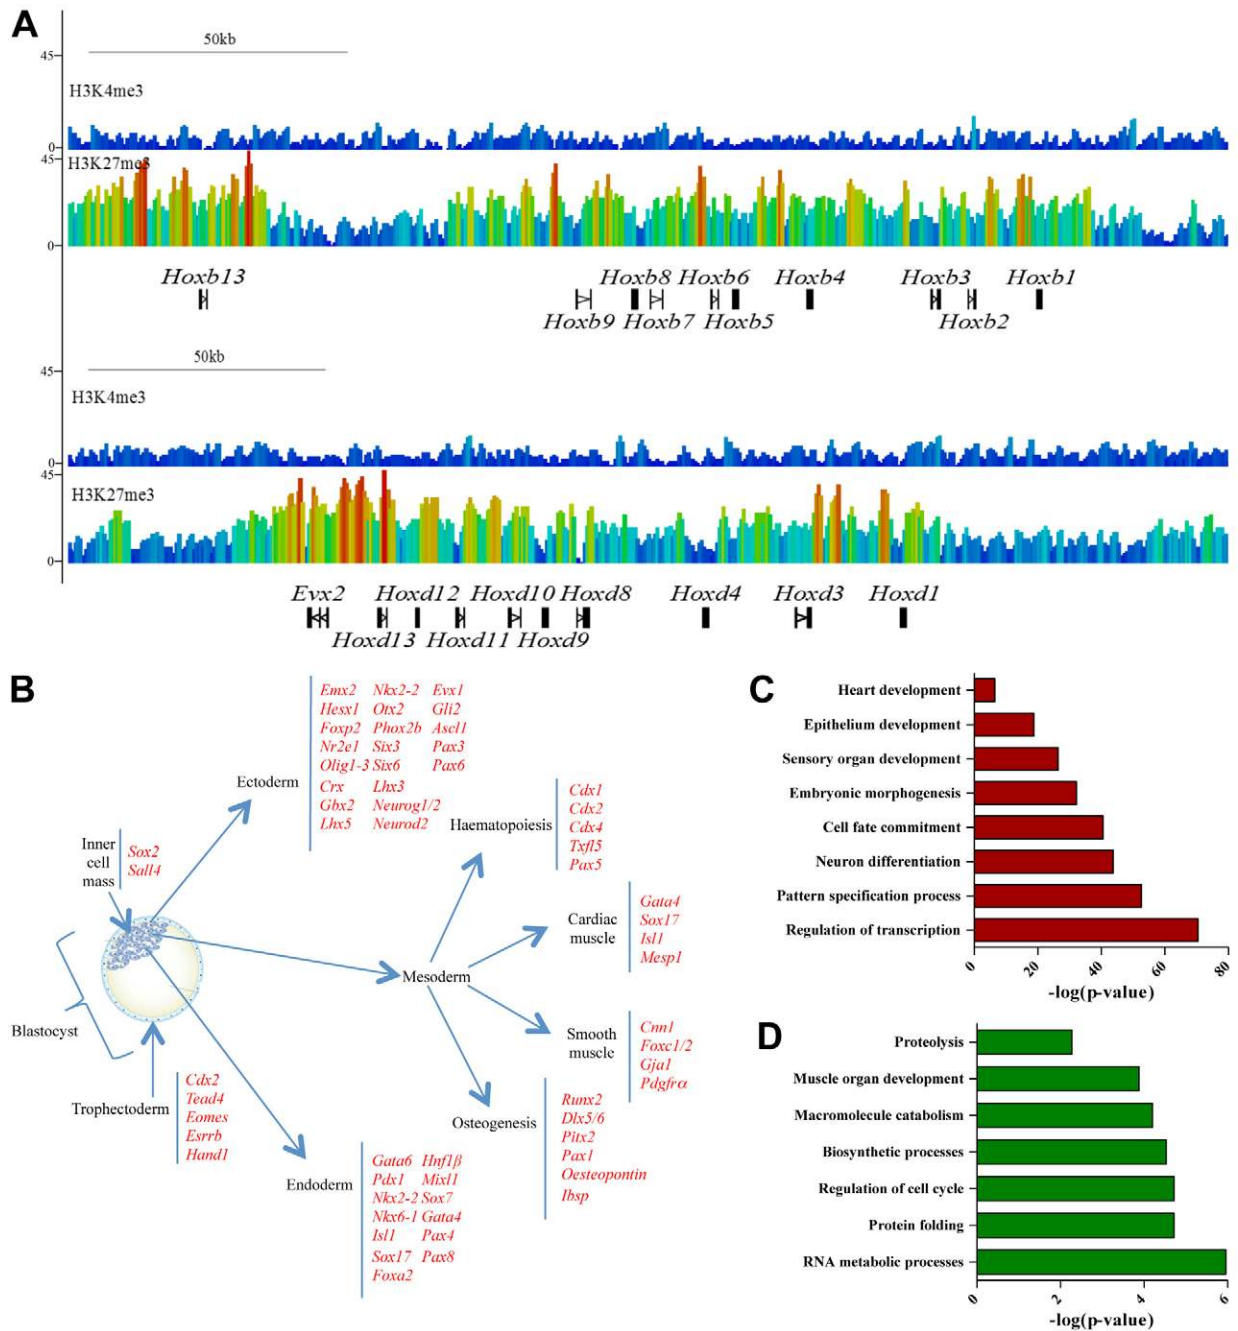 A
50kb
45
H3K4me3
0
45
H3K27me3
0
Hoxb13 Hoxb8 Hoxb6 Hoxb4 Hoxb3 Hoxb1
Hoxb9 Hoxb7 Hoxb5 Hoxb2
50kb
45
H3K4me3
0
45
H3K27me3
0
Evx2 Hoxd12 Hoxd10 Hoxd8 Hoxd4 Hoxd3 Hoxd1
Hoxd13 Hoxd11 Hoxd9
B
Emx2 Nkx2-2 Evx1
Hesx1 Otx2 Gli2
Foxp2 Phox2b Ascl1
Nr2e1 Six3 Pax3
Olig1-3 Six6 Pax6
Crx Lhx3
Gbx2 Neurog1/2
Lhx5 Neurod2
Ectoderm
Inner
cell
mass
Sox2
Sall4
Blastocyst
Trophectoderm
Cdx2
Tead4
Eomes
Esrrb
Hand1
Endoderm
Gata6 Hnf1β
Pdx1 Mixl1
Nkx2-2 Sox7
Nkx6-1 Gata4
Isl1 Pax4
Sox17 Pax8
Foxa2
Mesoderm
Haematopoiesis
Cdx1
Cdx2
Cdx4
Txfl5
Pax5
Cardiac
muscle
Gata4
Sox17
Isl1
Mesp1
Smooth
muscle
Cnn1
Foxc1/2
Gja1
Pdgfrα
Osteogenesis
Runx2
Dlx5/6
Pitx2
Pax1
Oesteopontin
Ibsp
C
Heart development
Epithelium development
Sensory organ development
Embryonic morphogenesis
Cell fate commitment
Neuron differentiation
Pattern specification process
Regulation of transcription
0 20 40 60 80
-log(p-value)
D
Proteolysis
Muscle organ development
Macromolecule catabolism
Biosynthetic processes
Regulation of cell cycle
Protein folding
RNA metabolic processes
0 2 4 6
-log(p-value)